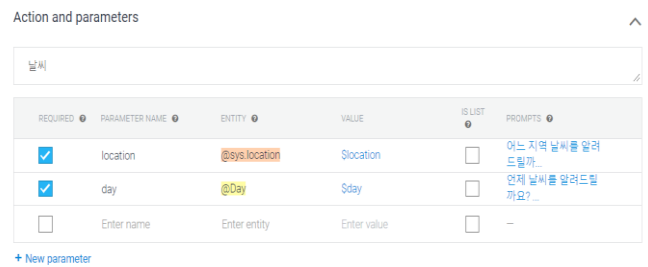 Action and parameters
날씨
REQUIRED PARAMETER NAME ENTITY VALUE IS LIST PROMPTS
location @sys.location $location 어느 지역 날씨를 알려
드릴까...
day @Day $day 언제 날씨를 알려드릴
까요? ...
Enter name Enter entity Enter value –
+ New parameter